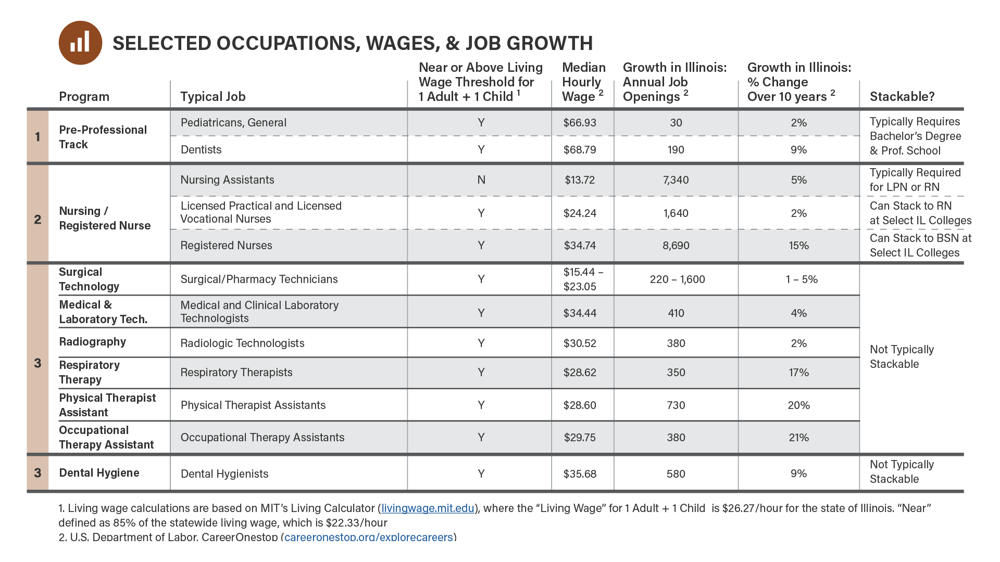 SELECTED OCCUPATIONS, WAGES, & JOB GROWTH
Program
Typical Job
Near or Above Living
Wage Threshold for
1 Adult + 1 Child 1
Median
Hourly
Wage 2
Growth in Illinois:
Annual Job
Openings 2
Growth in Illinois:
% Change
Over 10 years 2
Stackable?
1
Pre-Professional
Track
Pediatricans, General
Y
$66.93
30
2%
Dentists
Y
$68.79
190
9%
Typically Requires
Bachelor's Degree
& Prof. School
2
Nursing /
Registered Nurse
Nursing Assistants
N
$13.72
7,340
5%
Typically Required
for LPN or RN
Licensed Practical and Licensed
Vocational Nurses
Y
$24.24
1,640
2%
Can Stack to RN
at Select IL Colleges
Registered Nurses
Y
$34.74
8,690
15%
Can Stack to BSN at
Select IL Colleges
3
Surgical
Technology
Surgical/Pharmacy Technicians
Y
$15.44 –
$23.05
220 – 1,600
1 – 5%
Medical &
Laboratory Tech.
Medical and Clinical Laboratory
Technologists
Y
$34.44
410
4%
Radiography
Radiologic Technologists
Y
$30.52
380
2%
Respiratory
Therapy
Respiratory Therapists
Y
$28.62
350
17%
Physical Therapist
Assistant
Physical Therapist Assistants
Y
$28.60
730
20%
Occupational
Therapy Assistant
Occupational Therapy Assistants
Y
$29.75
380
21%
Not Typically
Stackable
3
Dental Hygiene
Dental Hygienists
Y
$35.68
580
9%
Not Typically
Stackable
1. Living wage calculations are based on MIT's Living Calculator (livingwage.mit.edu), where the "Living Wage" for 1 Adult + 1 Child is $26.27/hour for the state of Illinois. "Near"
defined as 85% of the statewide living wage, which is $22.33/hour
2. U.S. Department of Labor, CareerOnestop (careeronestop.org/explorecareers)